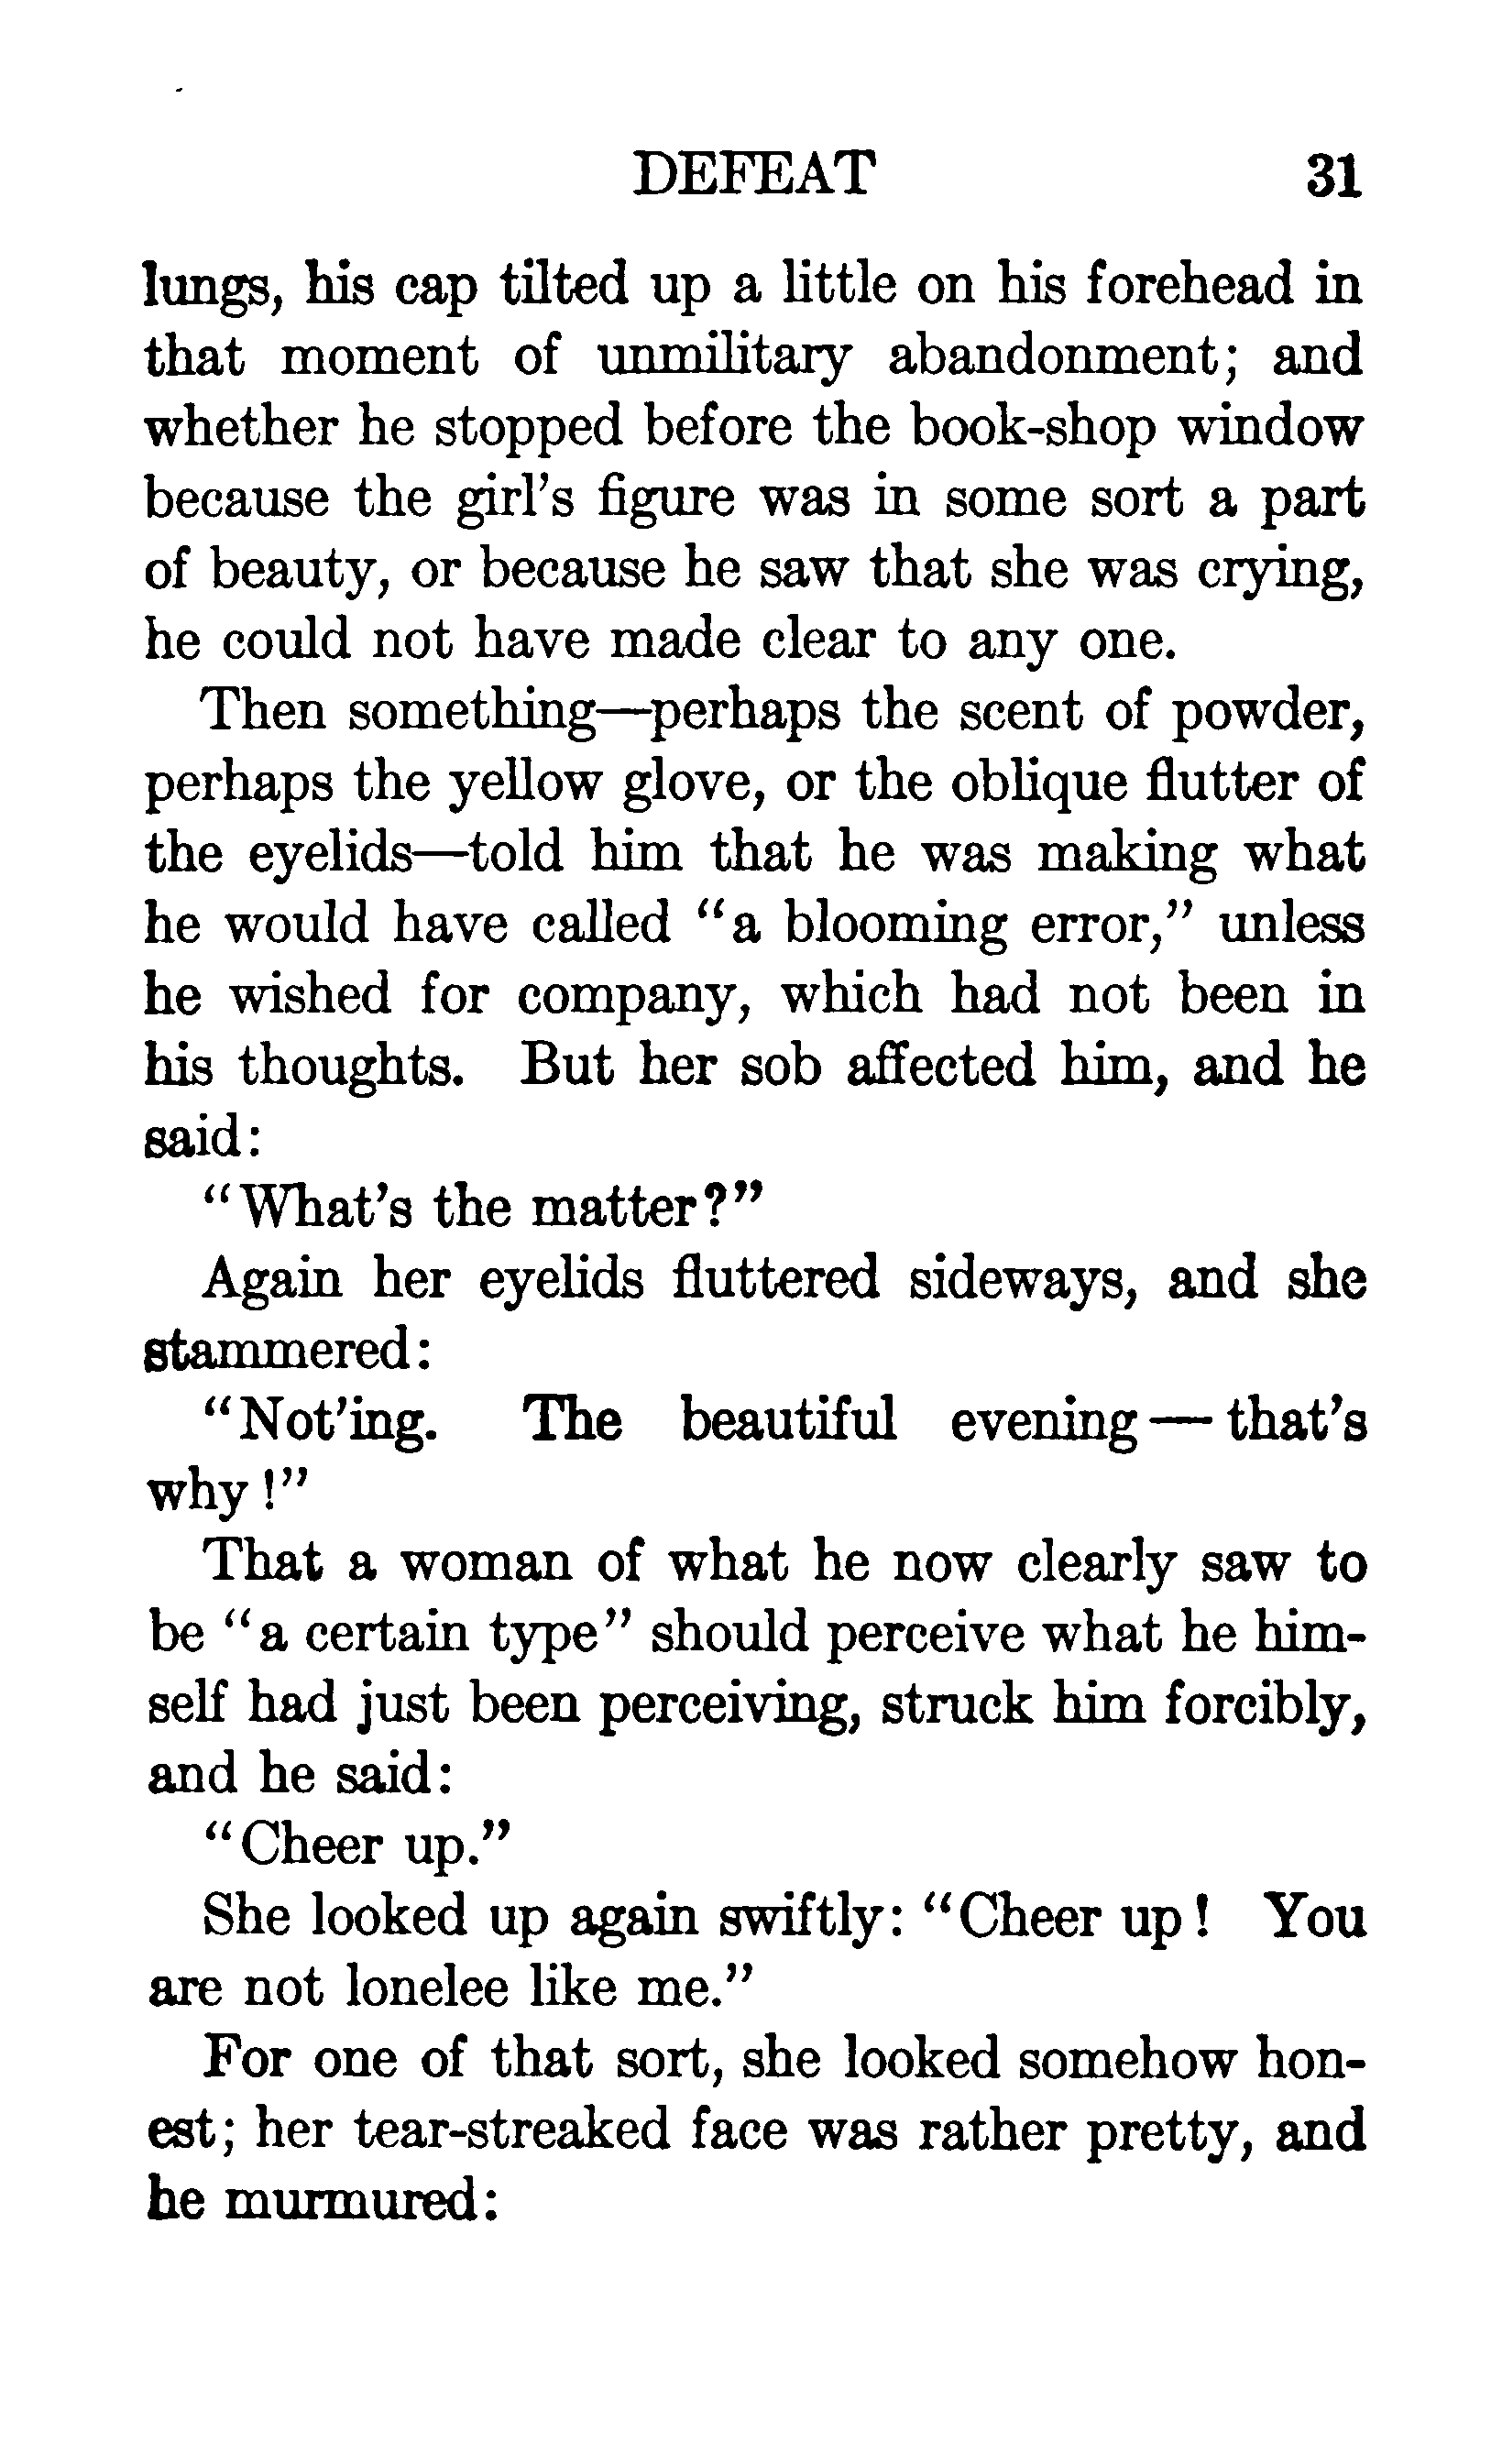 DEFEAT 31
lungs, his cap tilted up a little on his forehead in
that moment of unmilitary abandonment; and
whether he stopped before the book-shop window
because the girl's figure was in some sort a part
of beauty, or because he saw that she was crying,
he could not have made clear to any one.
Then something—perhaps the scent of powder,
perhaps the yellow glove, or the oblique flutter of
the eyelids—told him that he was making what
he would have called "a blooming error," unless
he wished for company, which had not been in
his thoughts. But her sob affected him, and he
said:
"What's the matter?"
Again her eyelids fluttered sideways, and she
stammered:
"Not'ing. The beautiful evening—that's
why!"
That a woman of what he now clearly saw to
be "a certain type" should perceive what he him-
self had just been perceiving, struck him forcibly,
and he said:
"Cheer up."
She looked up again swiftly: "Cheer up! You
are not lonelee like me."
For one of that sort, she looked somehow hon-
est; her tear-streaked face was rather pretty, and
he murmured: